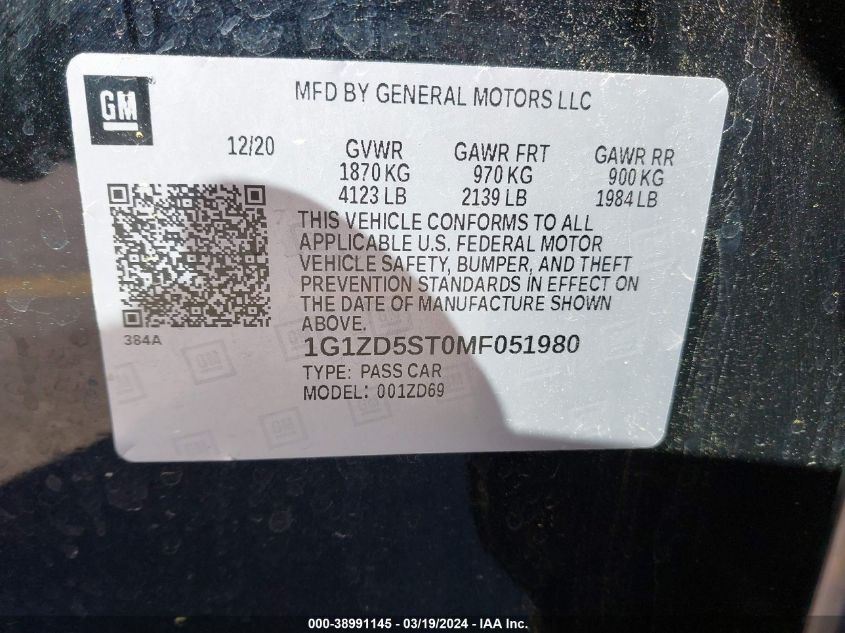 GM
MFD BY GENERAL MOTORS LLC
12/20
GVWR
1870 KG
4123 LB
GAWR FRT
970 KG
2139 LB
GAWR RR
900 KG
1984 LB
THIS VEHICLE CONFORMS TO ALL
APPLICABLE U.S. FEDERAL MOTOR
VEHICLE SAFETY, BUMPER, AND THEFT
PREVENTION STANDARDS IN EFFECT ON
THE DATE OF MANUFACTURE SHOWN
ABOVE.
384A
1G1ZD5ST0MF051980
TYPE: PASS CAR
MODEL: 001ZD69
000-38991145 - 03/19/2024 - IAA Inc.